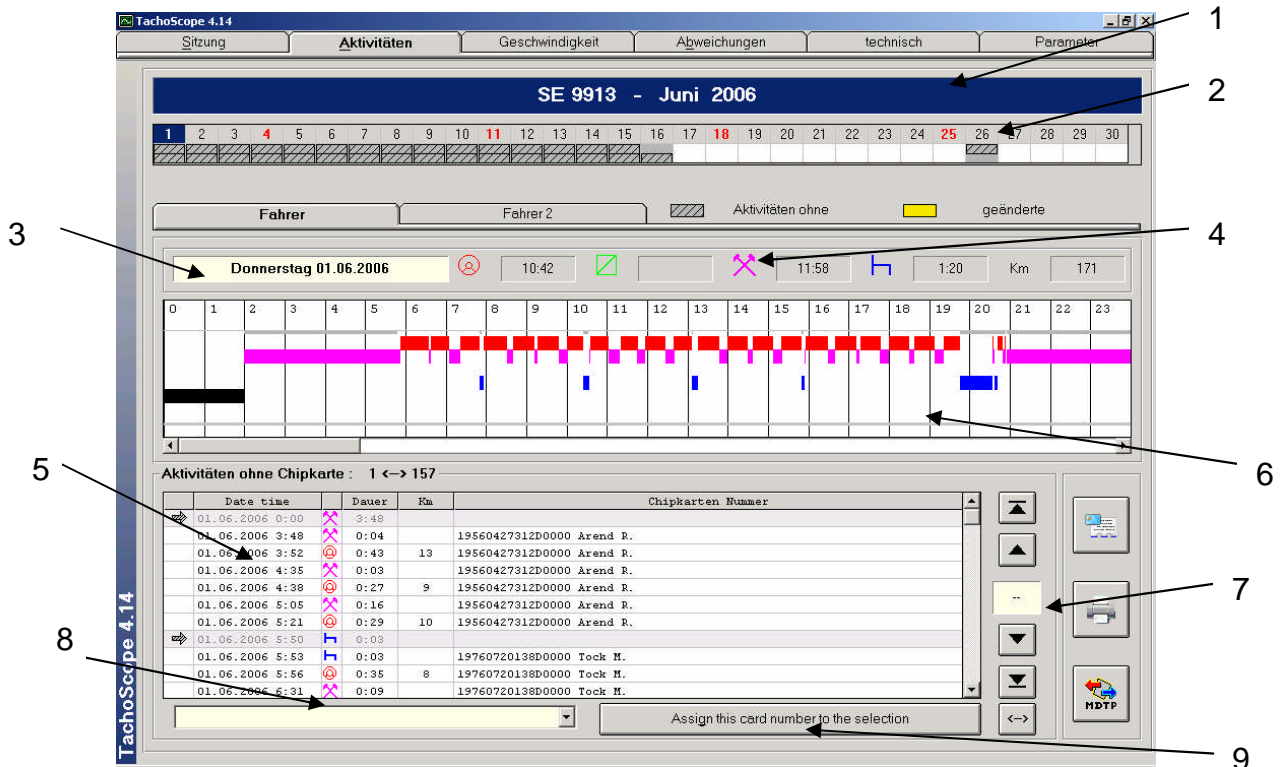 TachoScope 4.14
1
Sitzung Aktivitäten Geschwindigkeit Abweichungen technisch Parameter
SE 9913 - Juni 2006
2
1 2 3 4 5 6 7 8 9 10 11 12 13 14 15 16 17 18 19 20 21 22 23 24 25 26 27 28 29 30
Fahrer Fahrer 2 Aktivitäten ohne geänderte
3
4
Donnerstag 01.06.2006 10:42 11:58 1:20 Km 171
0 1 2 3 4 5 6 7 8 9 10 11 12 13 14 15 16 17 18 19 20 21 22 23
5
6
Aktivitäten ohne Chipkarte : 1 <--> 157
Date time Dauer Km Chipkarten Nummer
01.06.2006 0:00 3:48
01.06.2006 3:48 0:04 19560427312D0000 Arend R.
01.06.2006 3:52 0:43 13 19560427312D0000 Arend R.
01.06.2006 4:35 0:03 19560427312D0000 Arend R.
01.06.2006 4:38 0:27 9 19560427312D0000 Arend R.
01.06.2006 5:05 0:16 19560427312D0000 Arend R.
01.06.2006 5:21 0:29 10 19560427312D0000 Arend R.
01.06.2006 5:50 0:03
01.06.2006 5:53 0:03 19760720138D0000 Tock M.
01.06.2006 5:56 0:35 8 19760720138D0000 Tock M.
01.06.2006 6:31 0:09 19760720138D0000 Tock M.
--
7
8
MDTP
Assign this card number to the selection <-->
9
TachoScope 4.14